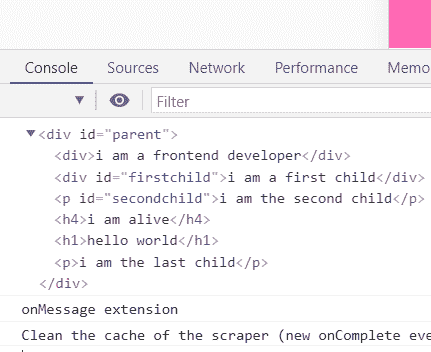 Console Sources Network Performance Memo
Filter
▼<div id="parent">
<div>i am a frontend developer</div>
<div id="firstchild">i am a first child</div>
<p id="secondchild">i am the second child</p>
<h4>i am alive</h4>
<h1>hello world</h1>
<p>i am the last child</p>
</div>
onMessage extension
Clean the cache of the scraper (new onComplete eve